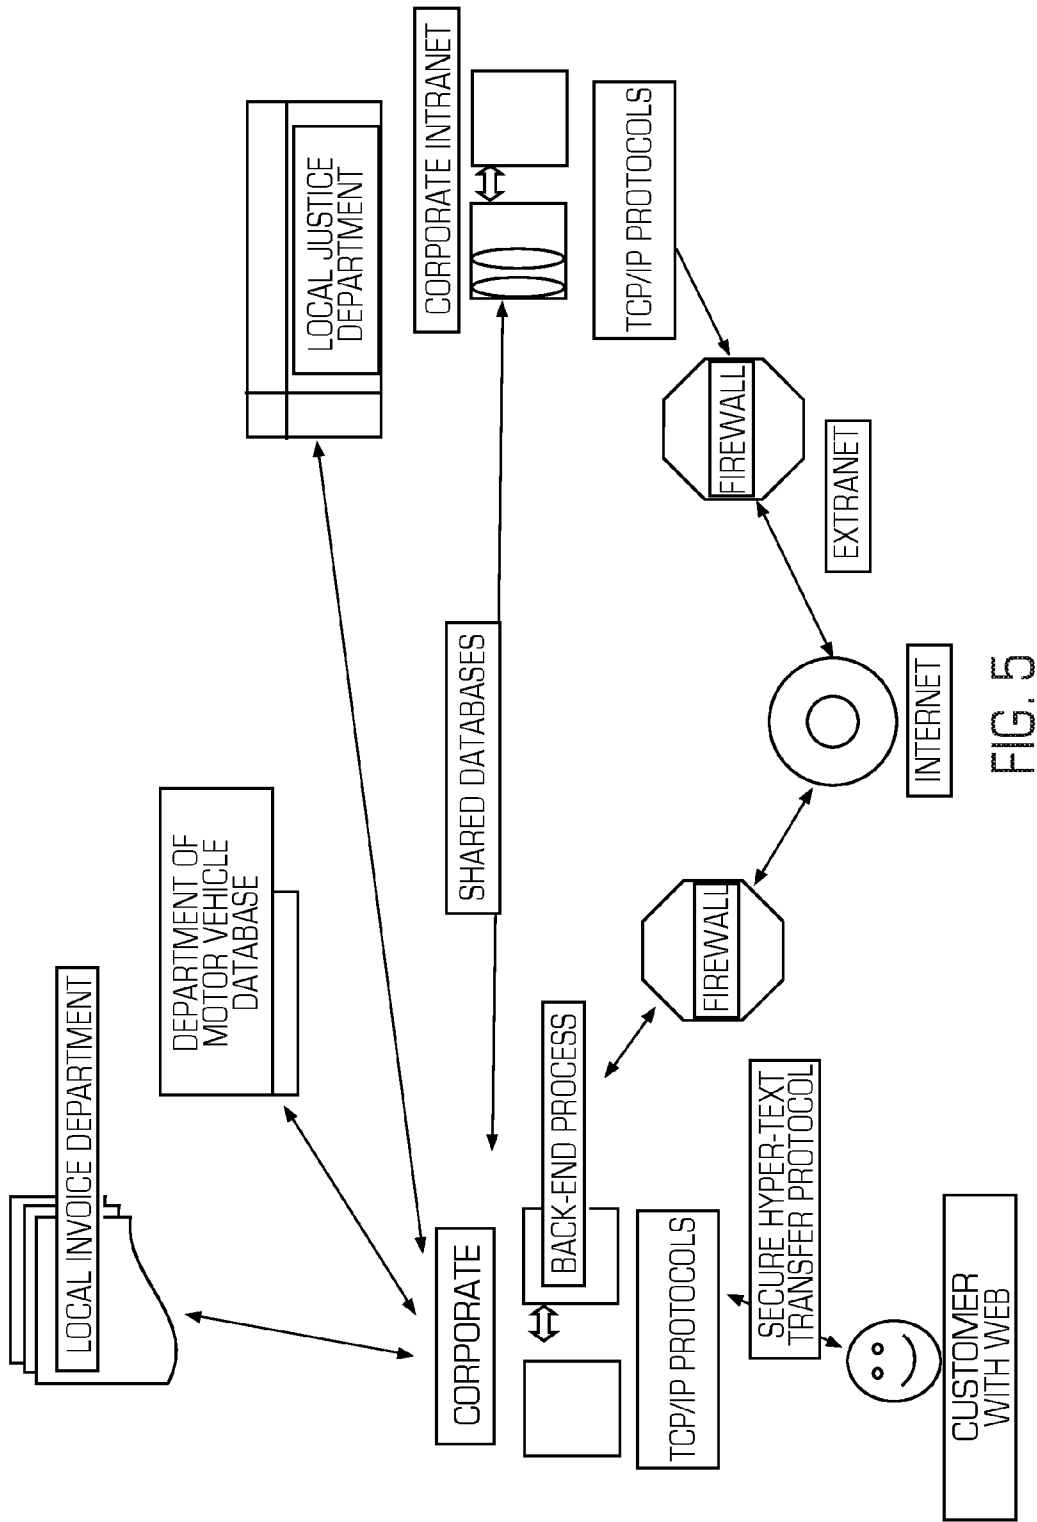 LOCAL INVOICE DEPARTMENT
DEPARTMENT OF
MOTOR VEHICLE
DATABASE
LOCAL JUSTICE
DEPARTMENT
CORPORATE
SHARED DATABASES
CORPORATE INTRANET
BACK-END PROCESS
TCP/IP PROTOCOLS
TCP/IP PROTOCOLS
FIREWALL
FIREWALL
SECURE HYPER-TEXT
TRANSFER PROTOCOL
EXTRANET
INTERNET
CUSTOMER
WITH WEB
FIG. 5